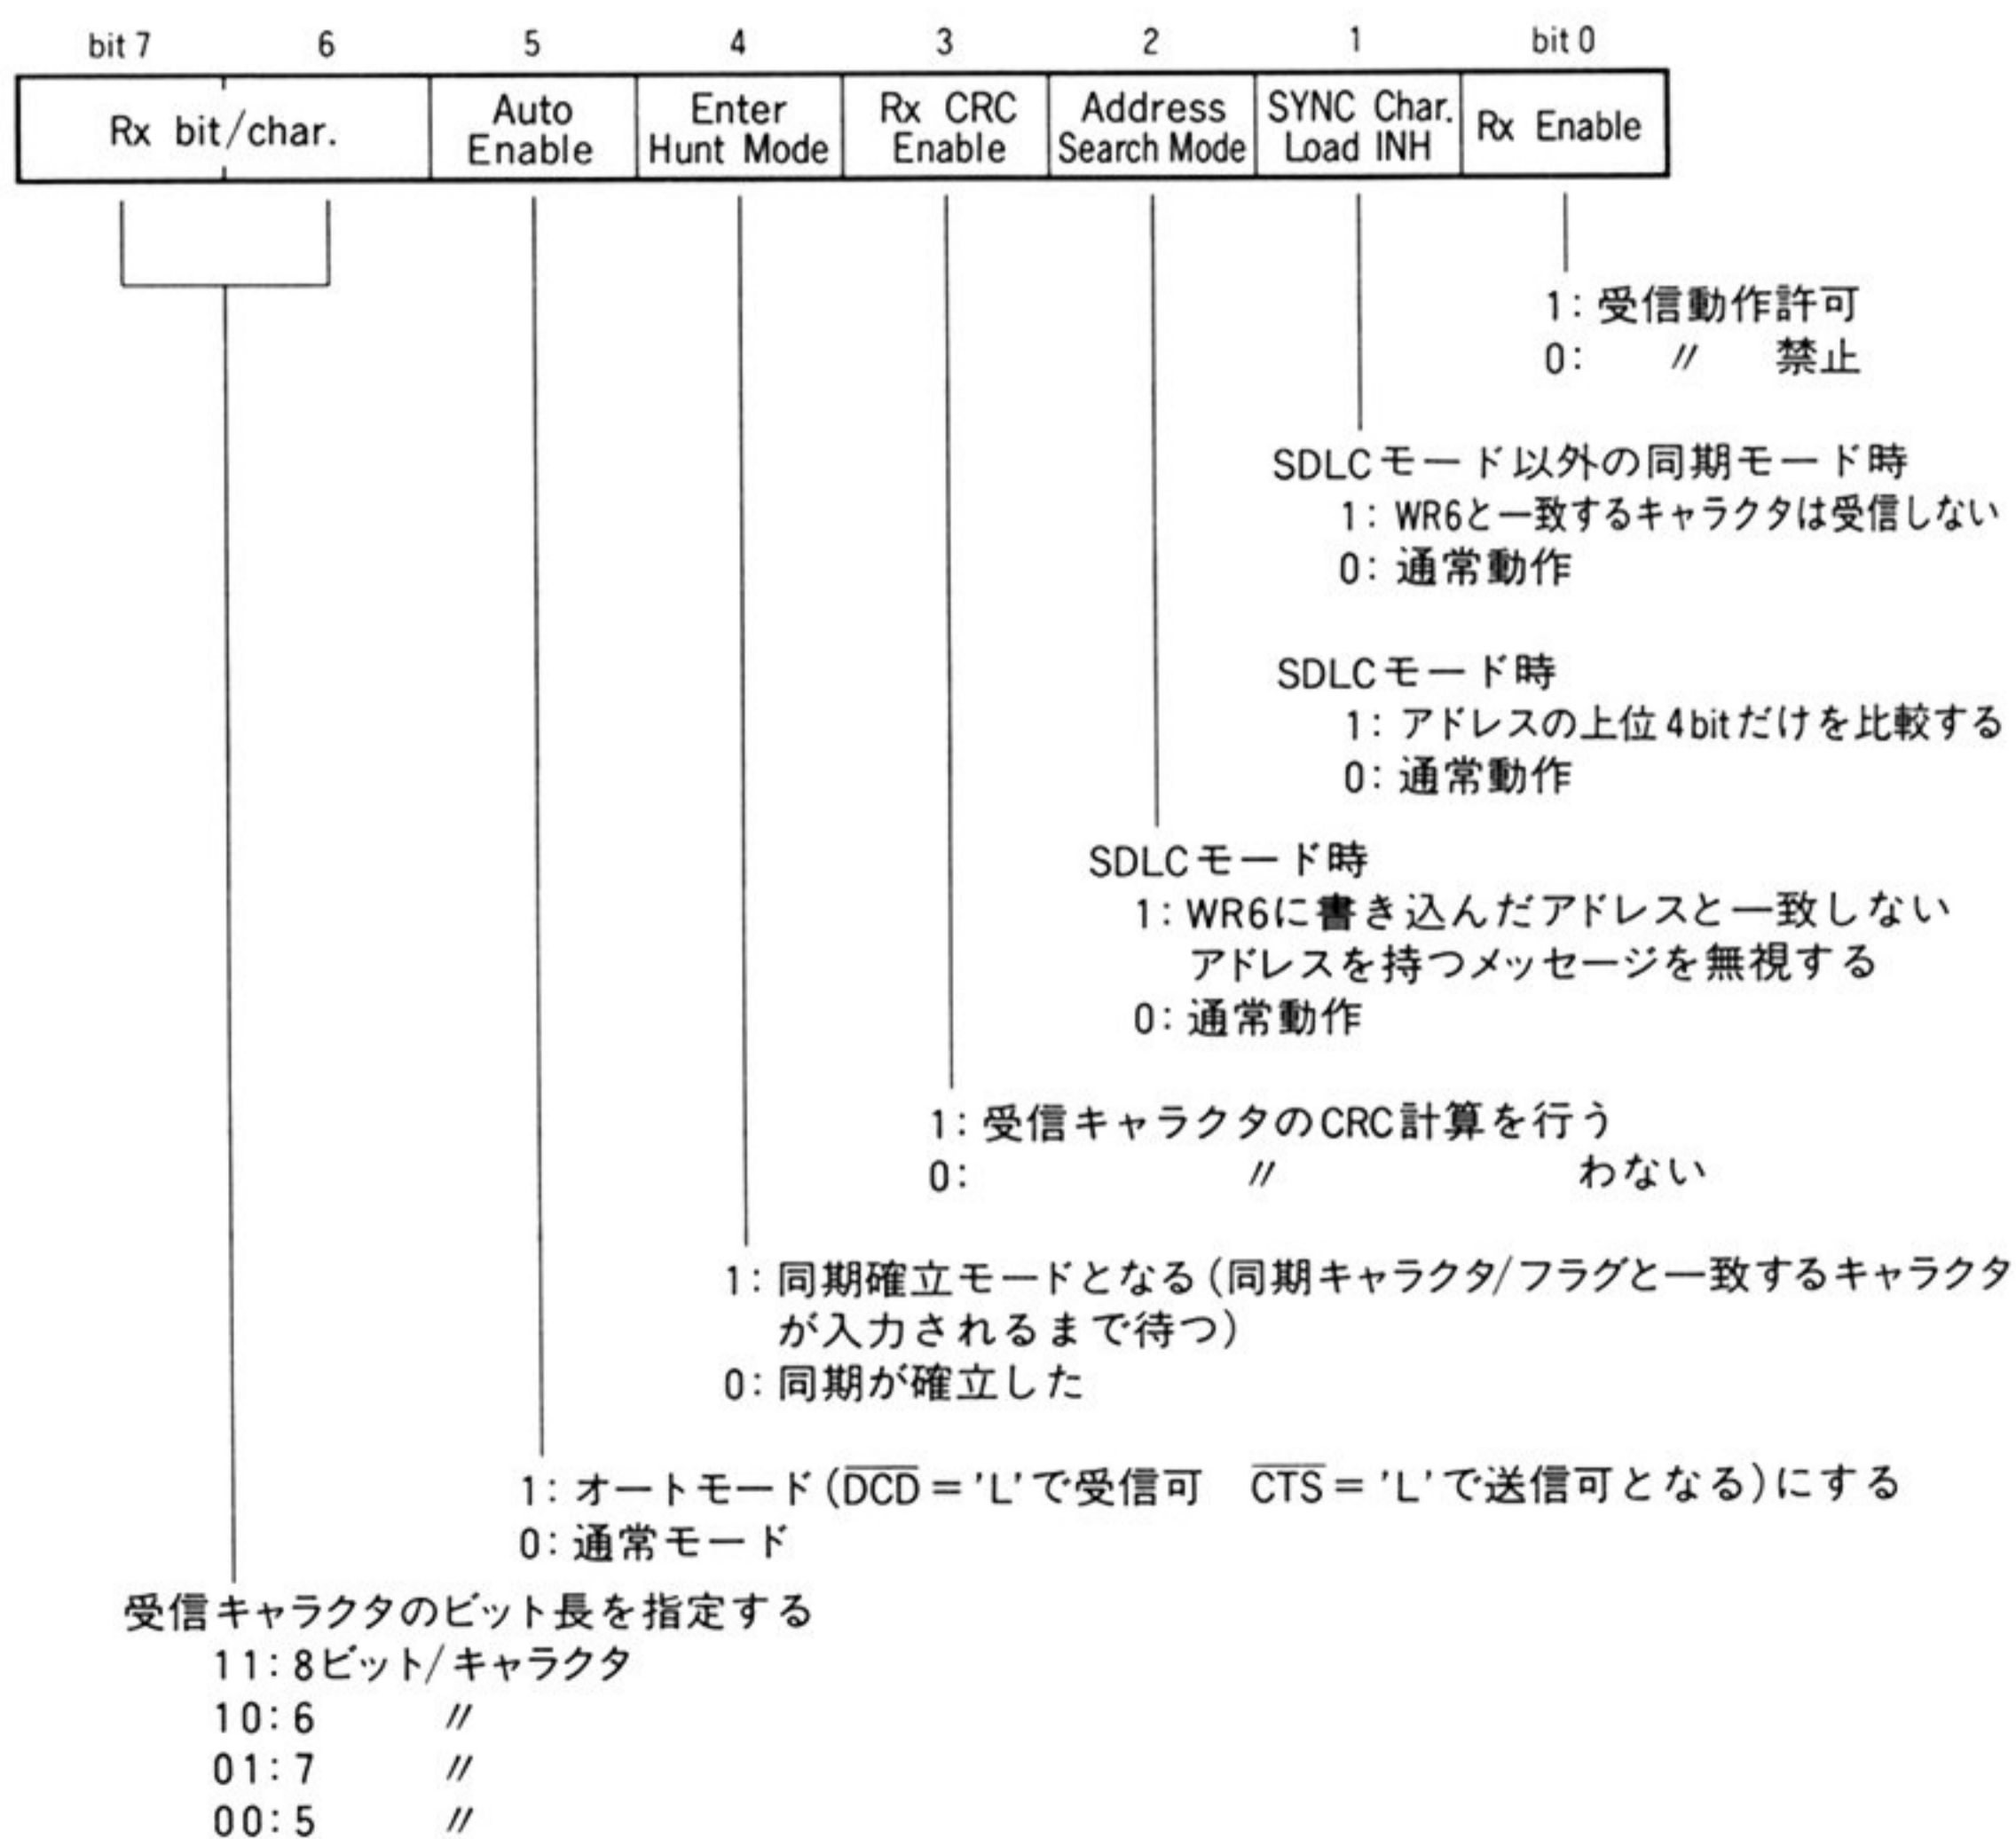 bit 7 6 5 4 3 2 1 bit 0
Rx bit/char.
Auto
Enable
Enter
Hunt Mode
Rx CRC
Enable
Address
Search Mode
SYNC Char.
Load INH
Rx Enable
1: 受信動作許可
0: 〃 禁止
SDLCモード以外の同期モード時
1: WR6と一致するキャラクタは受信しない
0: 通常動作
SDLCモード時
1: アドレスの上位4bitだけを比較する
0: 通常動作
SDLCモード時
1: WR6に書き込んだアドレスと一致しない
アドレスを持つメッセージを無視する
0: 通常動作
1: 受信キャラクタのCRC計算を行う
0: 〃 わない
1: 同期確立モードとなる(同期キャラクタ/フラグと一致するキャラクタ
が入力されるまで待つ)
0: 同期が確立した
1: オートモード(D̅C̅D̅='L'で受信可 C̅T̅S̅='L'で送信可となる)にする
0: 通常モード
受信キャラクタのビット長を指定する
11: 8ビット/キャラクタ
10: 6 〃
01: 7 〃
00: 5 〃